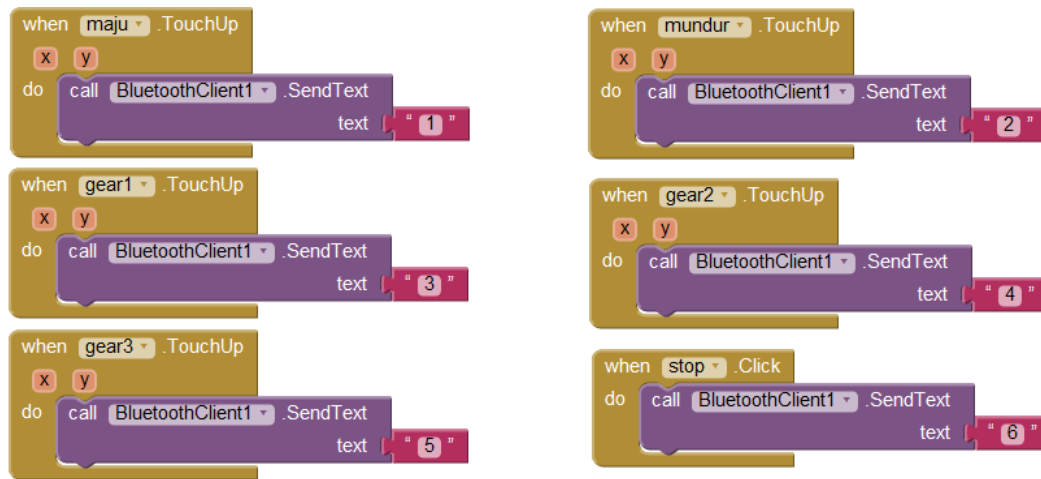 when maju .TouchUp
x y
do call BluetoothClient1 .SendText
text " 1 "
when mundur .TouchUp
x y
do call BluetoothClient1 .SendText
text " 2 "
when gear1 .TouchUp
x y
do call BluetoothClient1 .SendText
text " 3 "
when gear2 .TouchUp
x y
do call BluetoothClient1 .SendText
text " 4 "
when gear3 .TouchUp
x y
do call BluetoothClient1 .SendText
text " 5 "
when stop .Click
do call BluetoothClient1 .SendText
text " 6 "